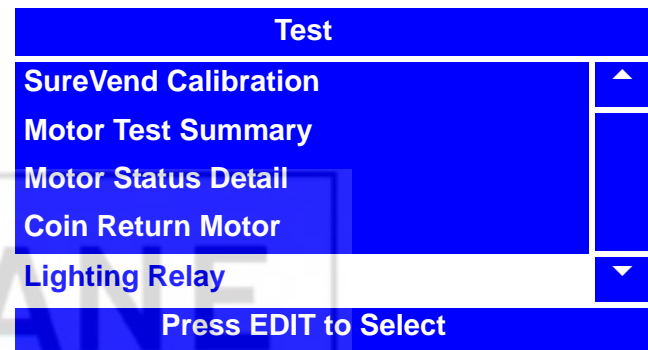 Test
SureVend Calibration
Motor Test Summary
Motor Status Detail
Coin Return Motor
Lighting Relay
Press EDIT to Select